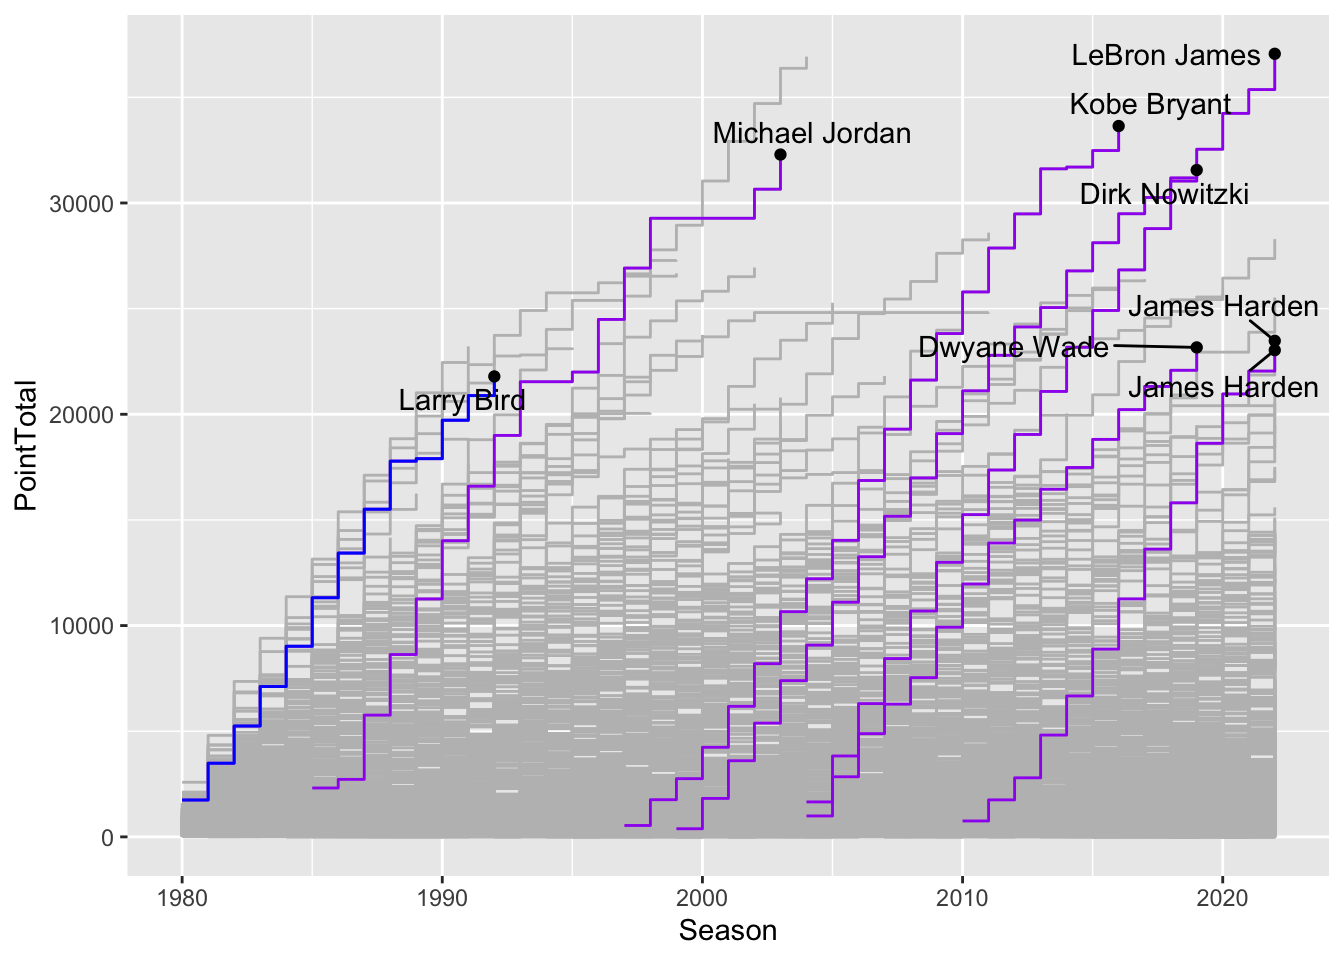 LeBron James
Kobe Bryant
Michael Jordan
Dirk Nowitzki
James Harden
Dwyane Wade
James Harden
Larry Bird
PointTotal
30000
20000
10000
0
1980
1990
2000
2010
2020
Season